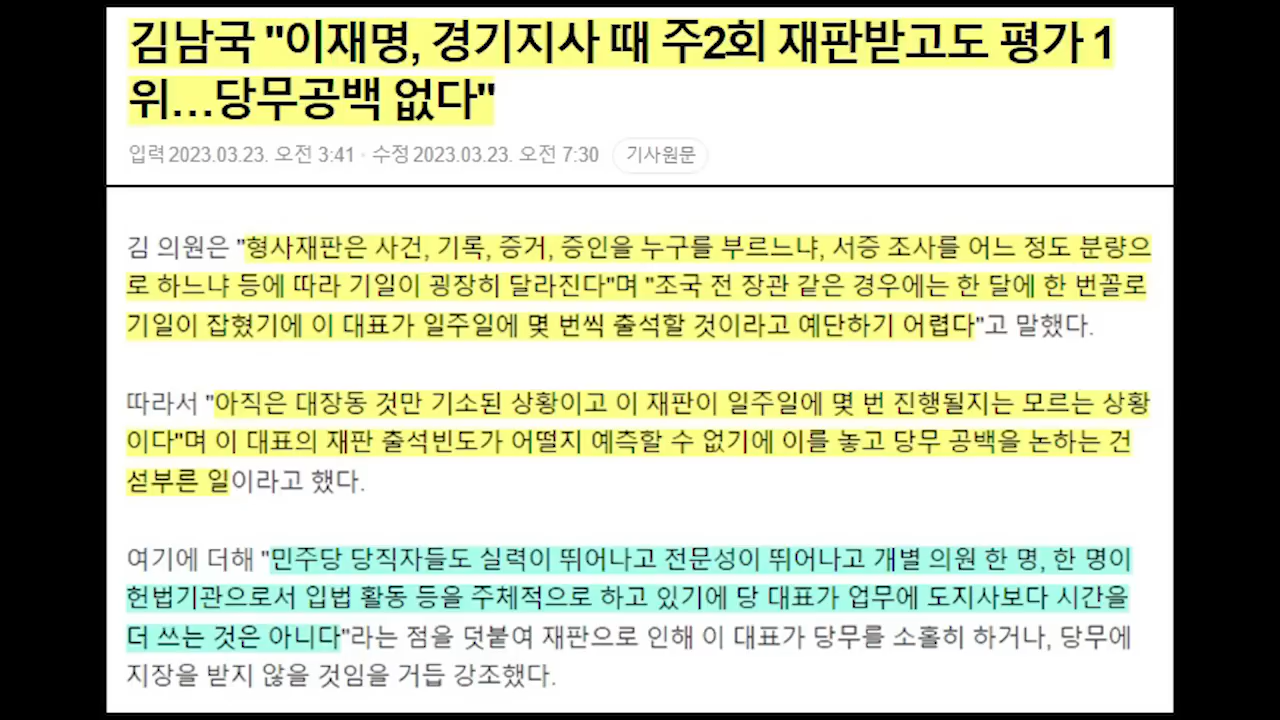 김남국 "이재명, 경기지사 때 주2회 재판받고도 평가 1
위…당무공백 없다"
입력 2023.03.23. 오전 3:41 · 수정 2023.03.23. 오전 7:30 기사원문
김 의원은 "형사재판은 사건, 기록, 증거, 증인을 누구를 부르느냐, 서증 조사를 어느 정도 분량으
로 하느냐 등에 따라 기일이 굉장히 달라진다"며 "조국 전 장관 같은 경우에는 한 달에 한 번꼴로
기일이 잡혔기에 이 대표가 일주일에 몇 번씩 출석할 것이라고 예단하기 어렵다"고 말했다.
따라서 "아직은 대장동 것만 기소된 상황이고 이 재판이 일주일에 몇 번 진행될지는 모르는 상황
이다"며 이 대표의 재판 출석빈도가 어떨지 예측할 수 없기에 이를 놓고 당무 공백을 논하는 건
섣부른 일이라고 했다.
여기에 더해 "민주당 당직자들도 실력이 뛰어나고 전문성이 뛰어나고 개별 의원 한 명, 한 명이
헌법기관으로서 입법 활동 등을 주체적으로 하고 있기에 당 대표가 업무에 도지사보다 시간을
더 쓰는 것은 아니다"라는 점을 덧붙여 재판으로 인해 이 대표가 당무를 소홀히 하거나, 당무에
지장을 받지 않을 것임을 거듭 강조했다.